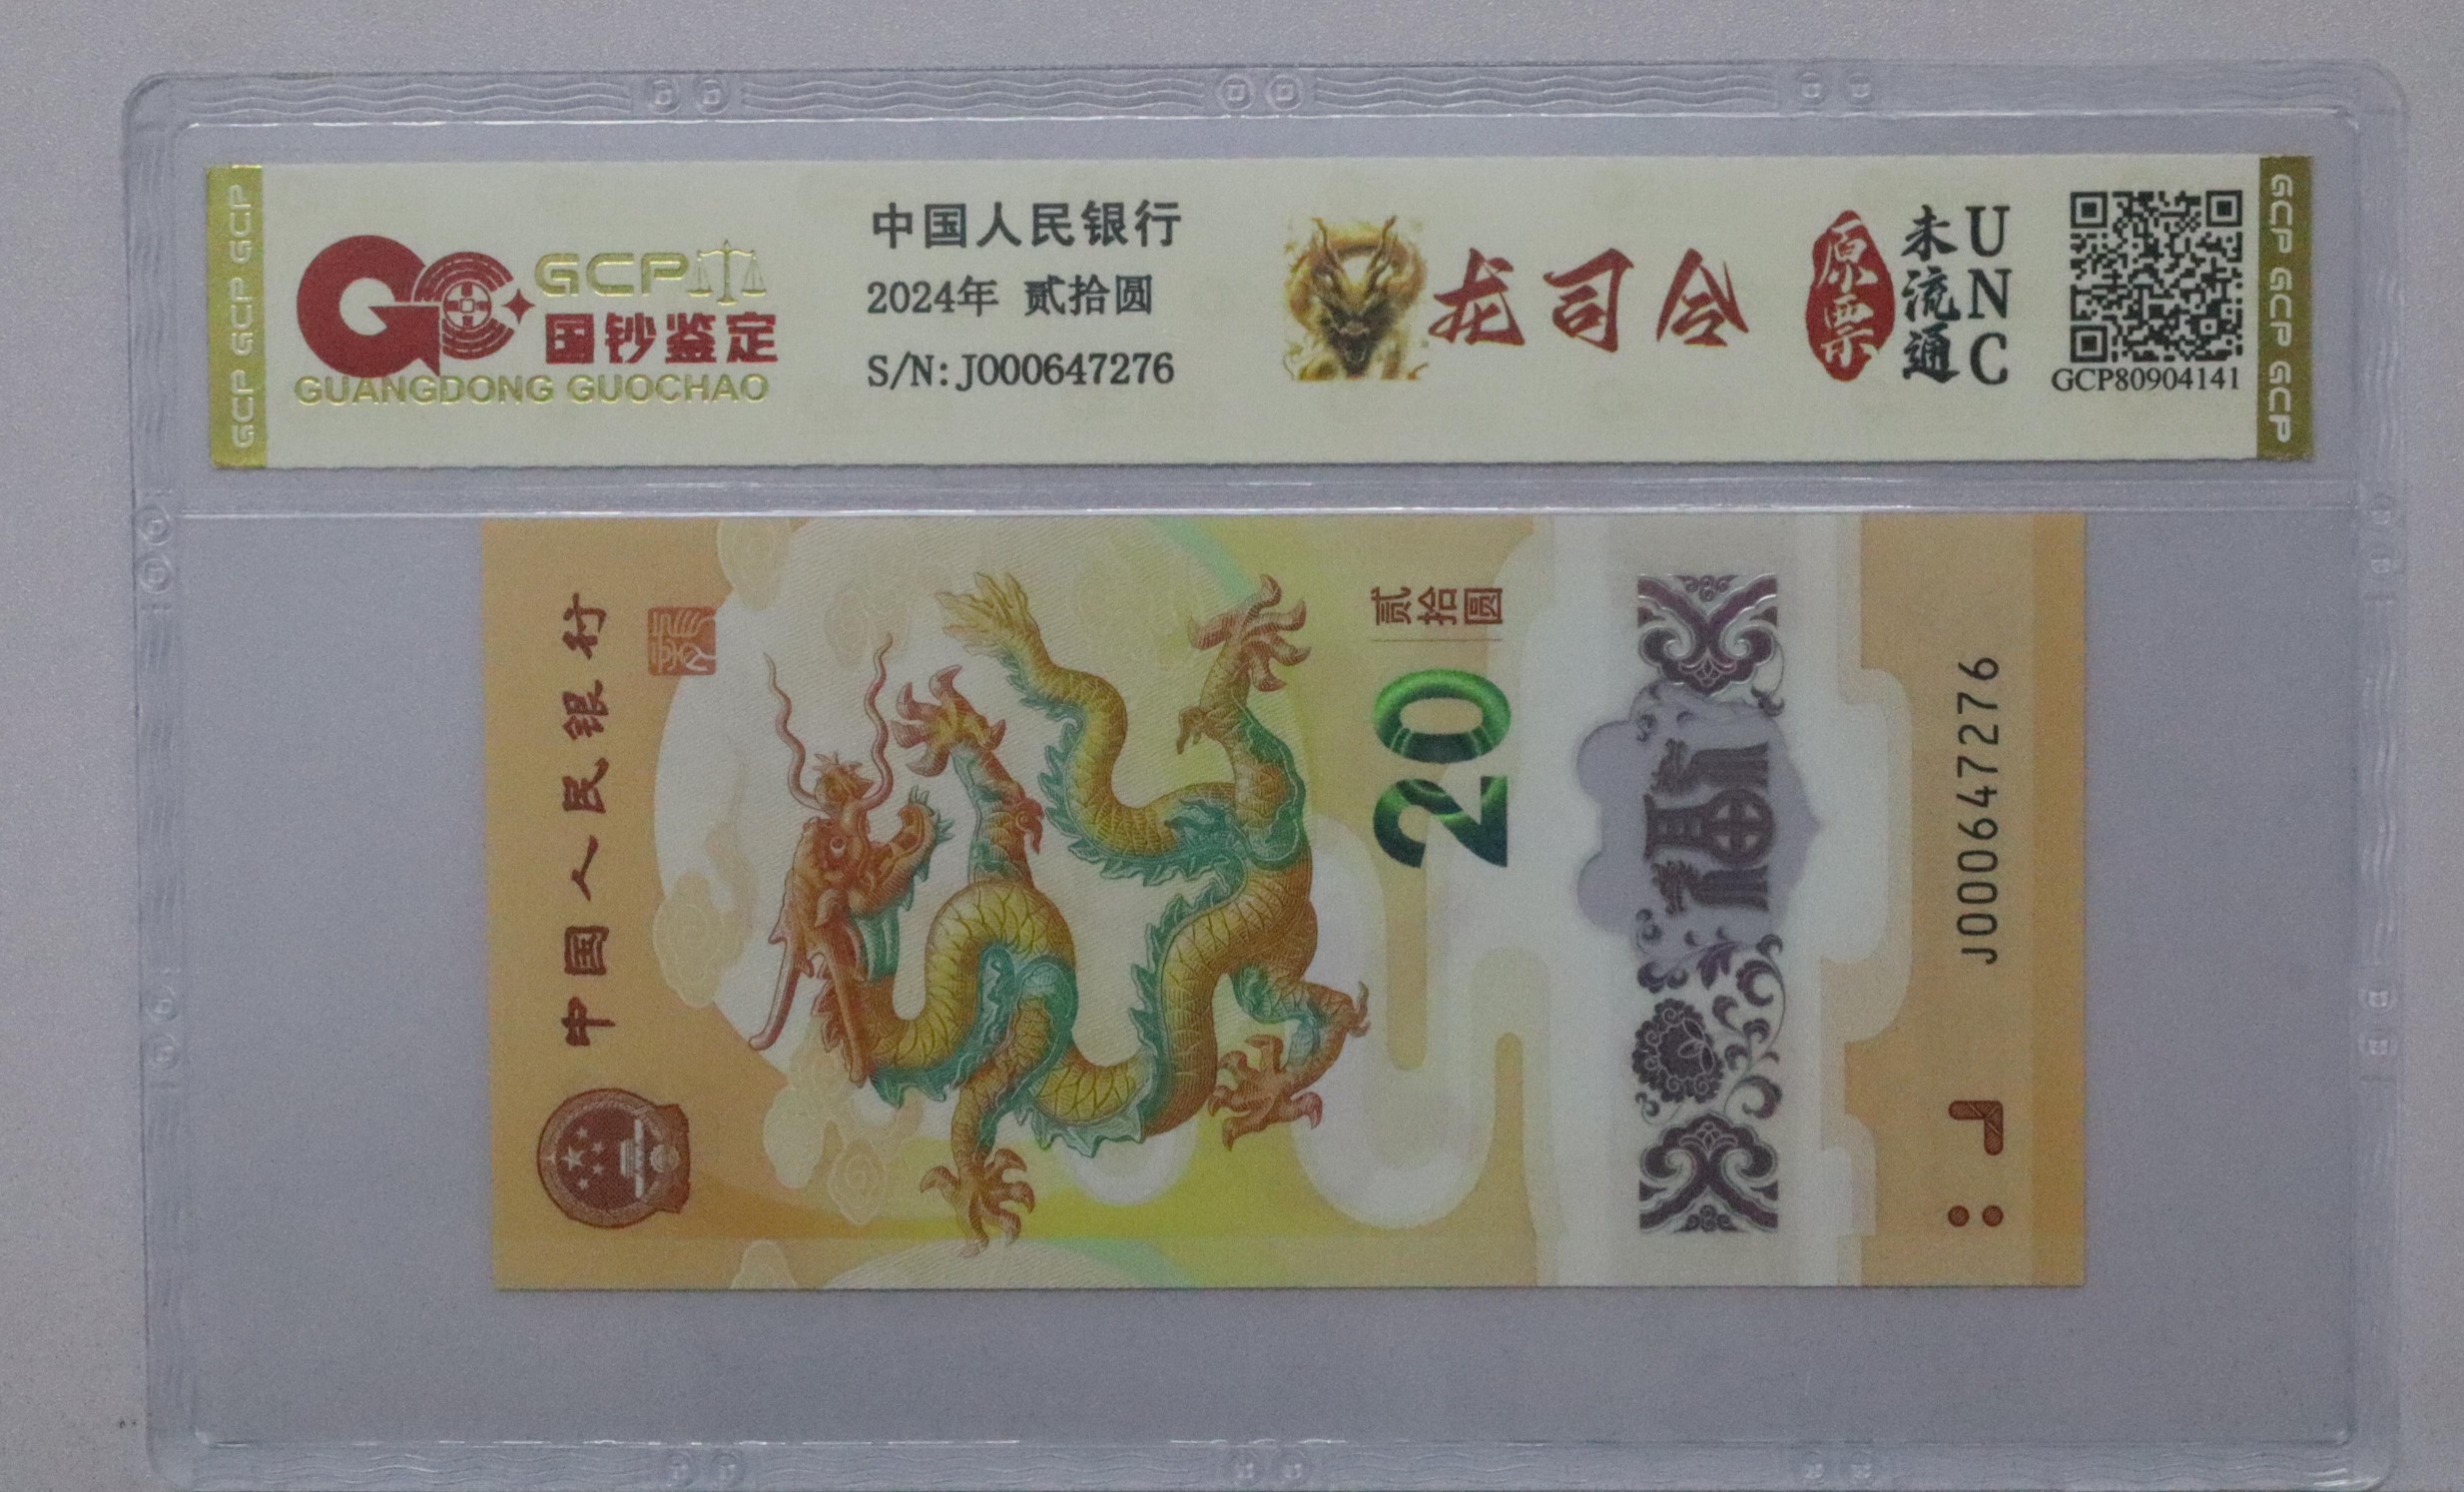 GCP GCP GCP
GCP
国钞鉴定
GUANGDONG GUOCHAO
中国人民银行
2024年 贰拾圆
S/N:J000647276
龙司令
原票
未流通
UNC
GCP80904141
GCP GCP GCP
中国人民银行
贰拾圆
20
J000647276